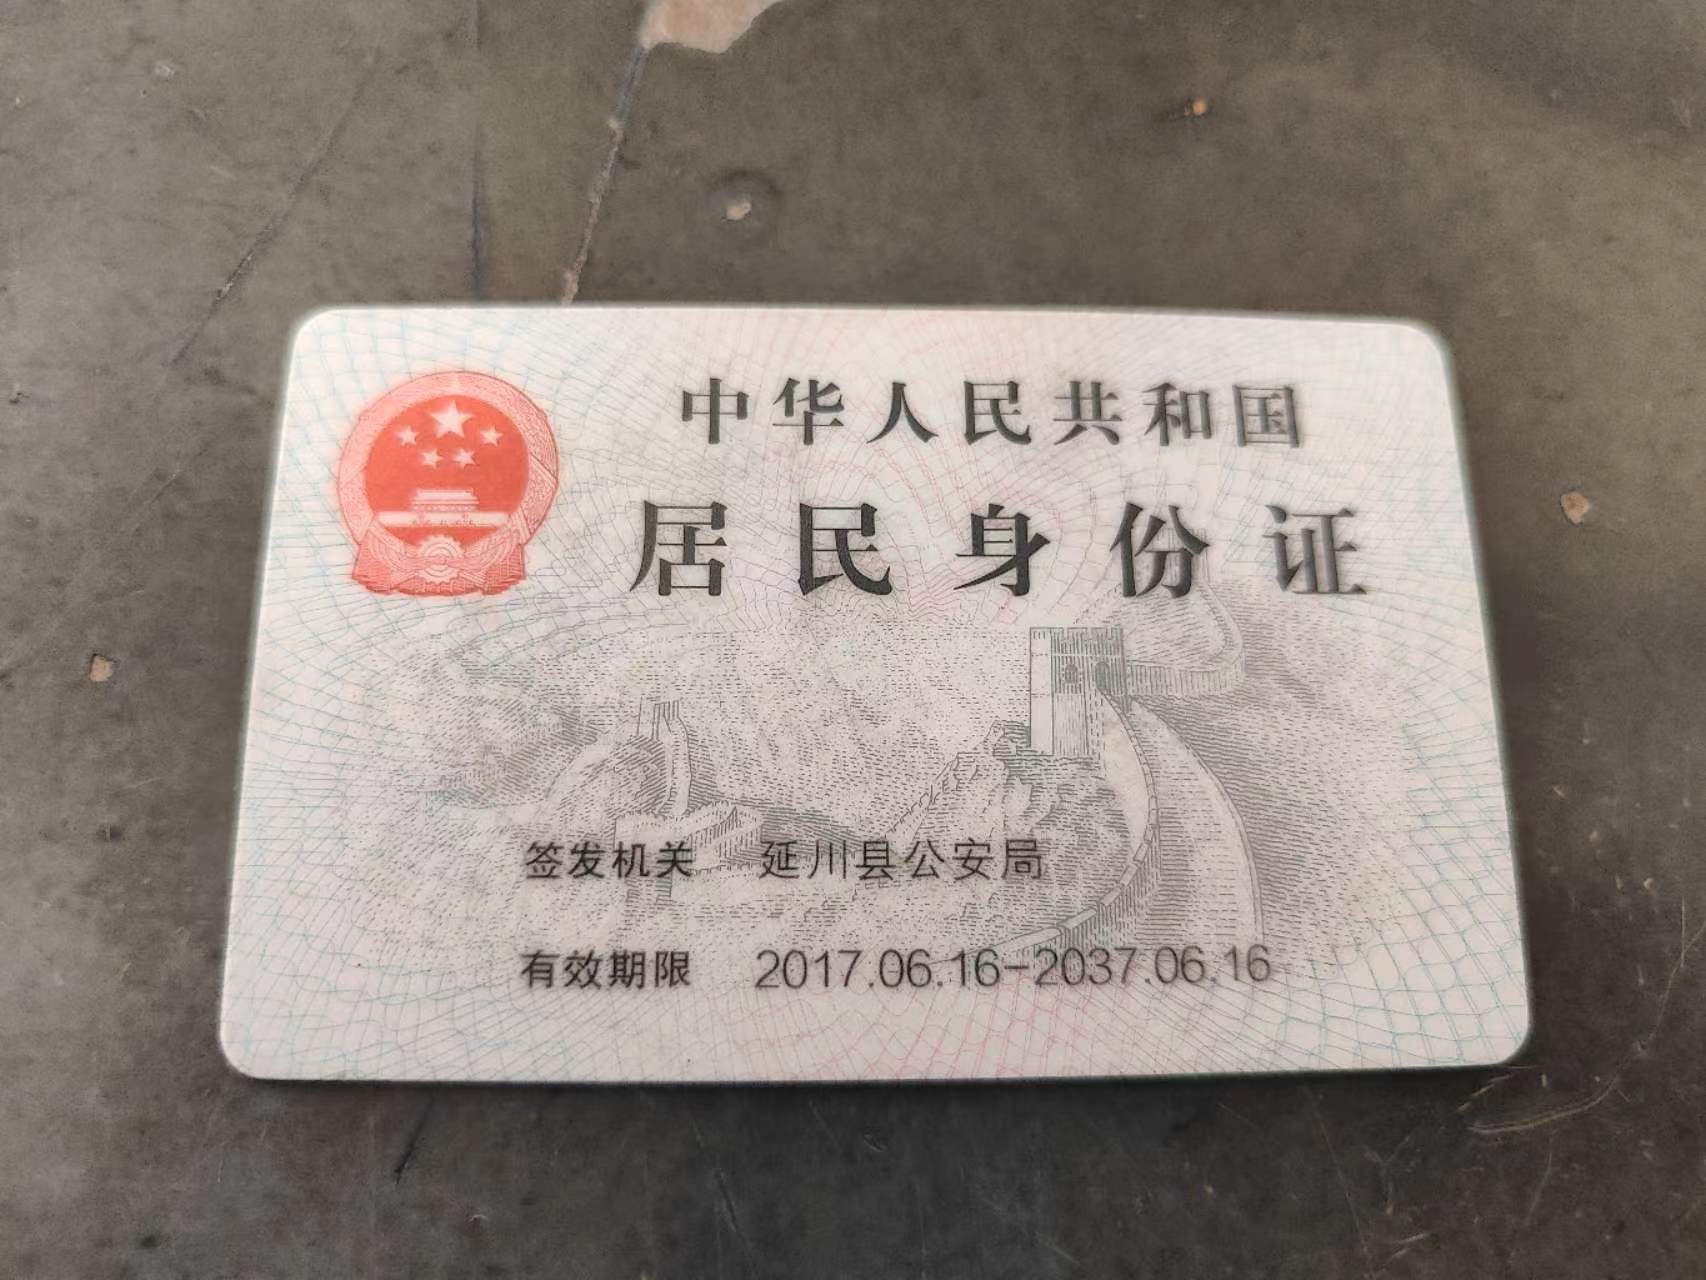 中华人民共和国
居民身份证
签发机关 延川县公安局
有效期限 2017.06.16-2037.06.16